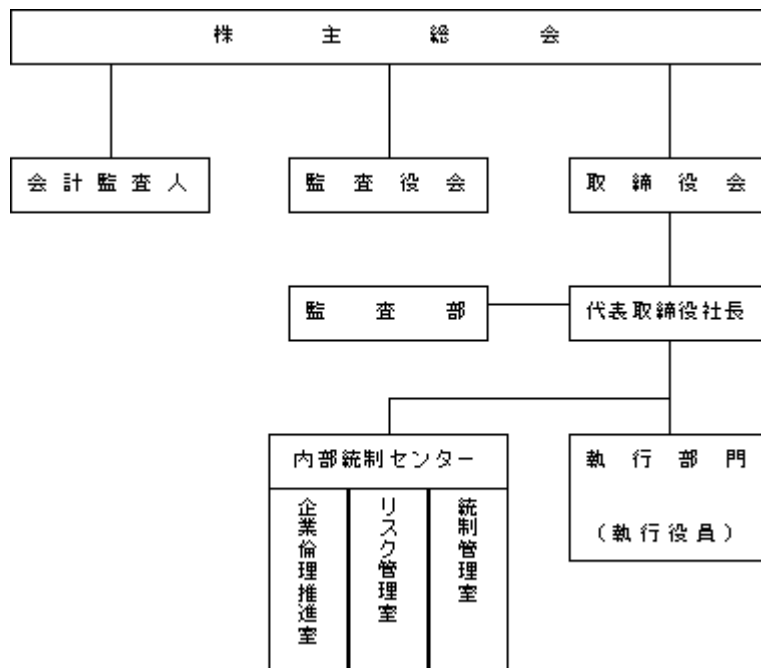 株主総会
会計監査人
監査役会
取締役会
監査部
代表取締役社長
内部統制センター
執行部門
(執行役員)
企業倫理推進室
リスク管理室
統制管理室